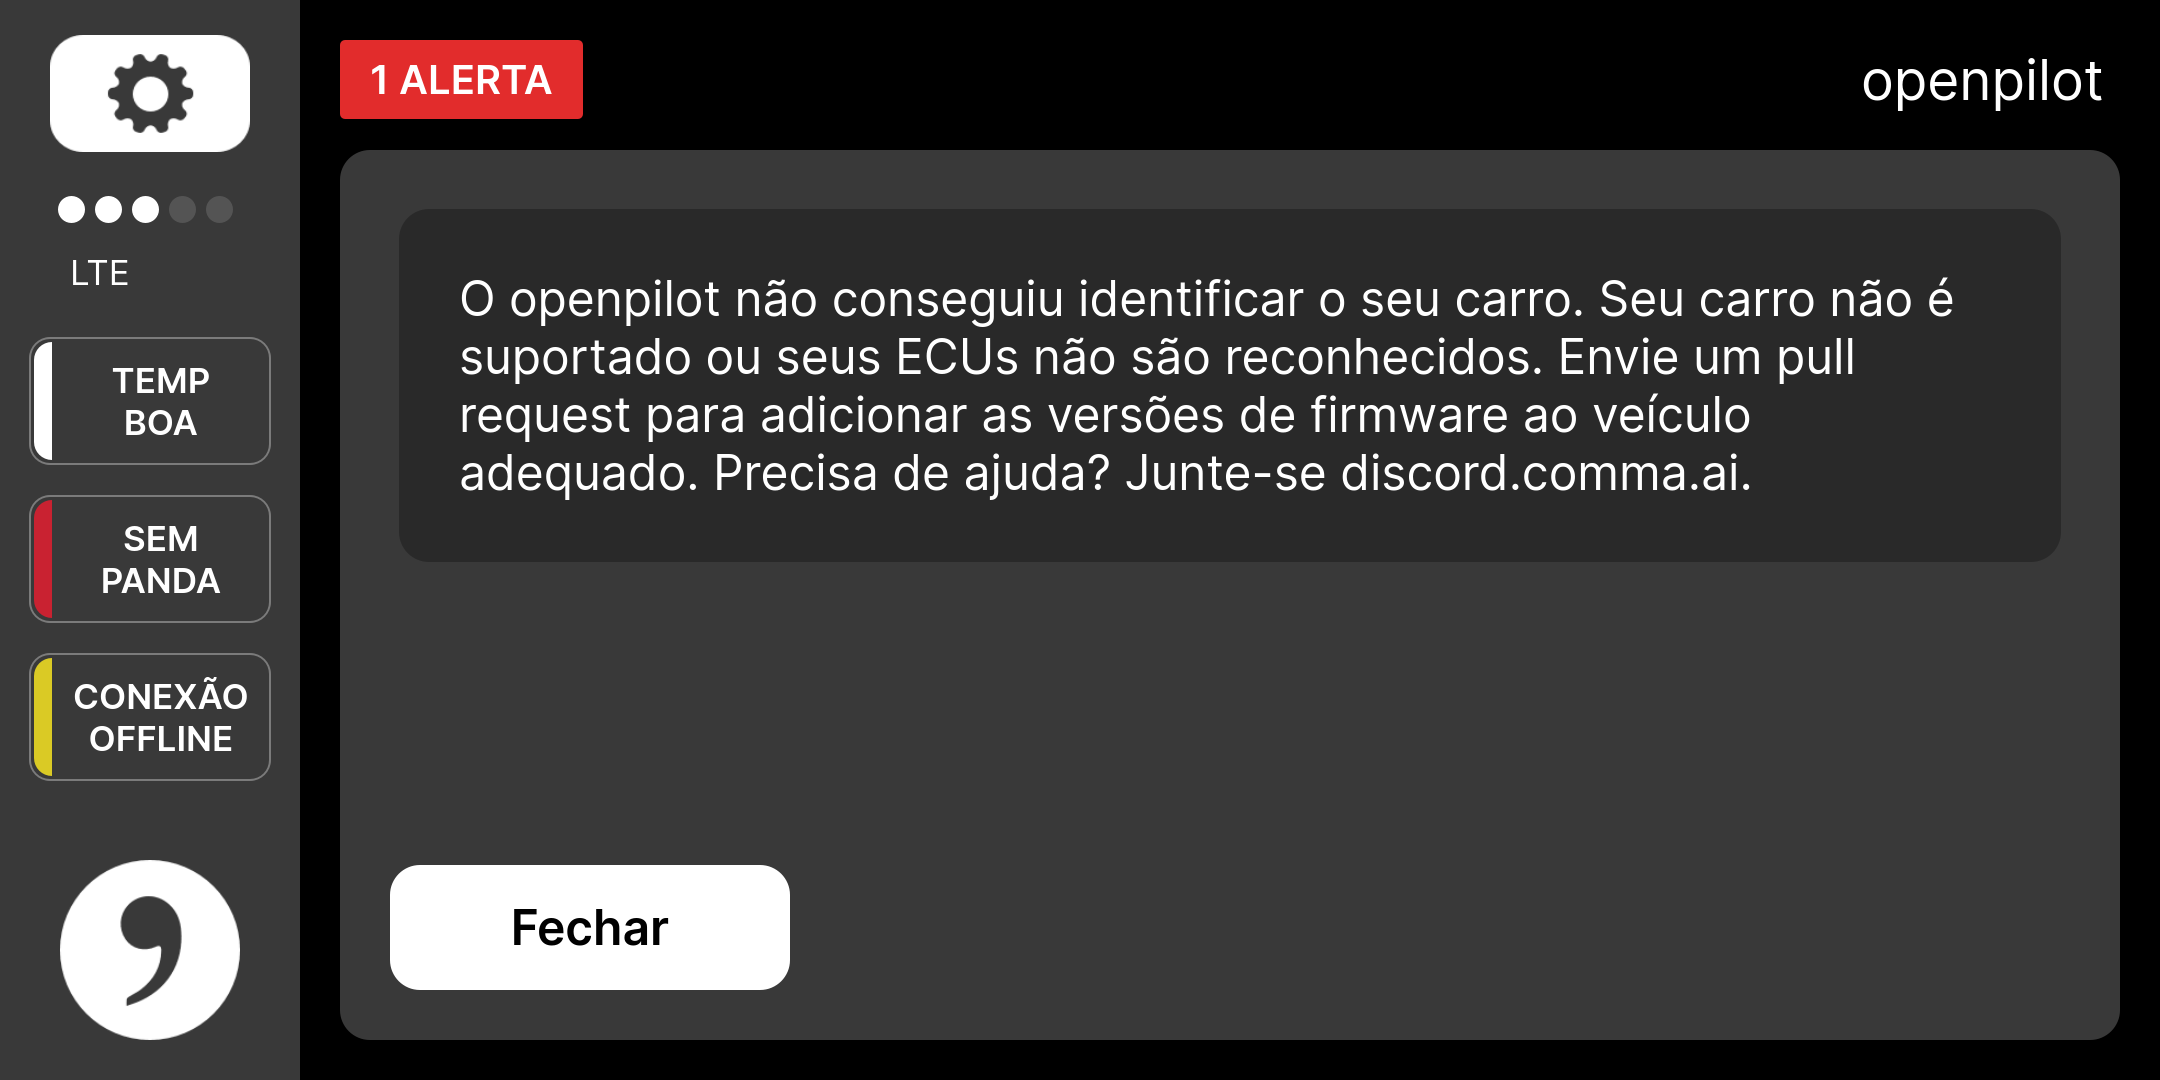 1 ALERTA
openpilot
LTE
TEMP
BOA
SEM
PANDA
CONEXÃO
OFFLINE
O openpilot não conseguiu identificar o seu carro. Seu carro não é
suportado ou seus ECUs não são reconhecidos. Envie um pull
request para adicionar as versões de firmware ao veículo
adequado. Precisa de ajuda? Junte-se discord.comma.ai.
Fechar